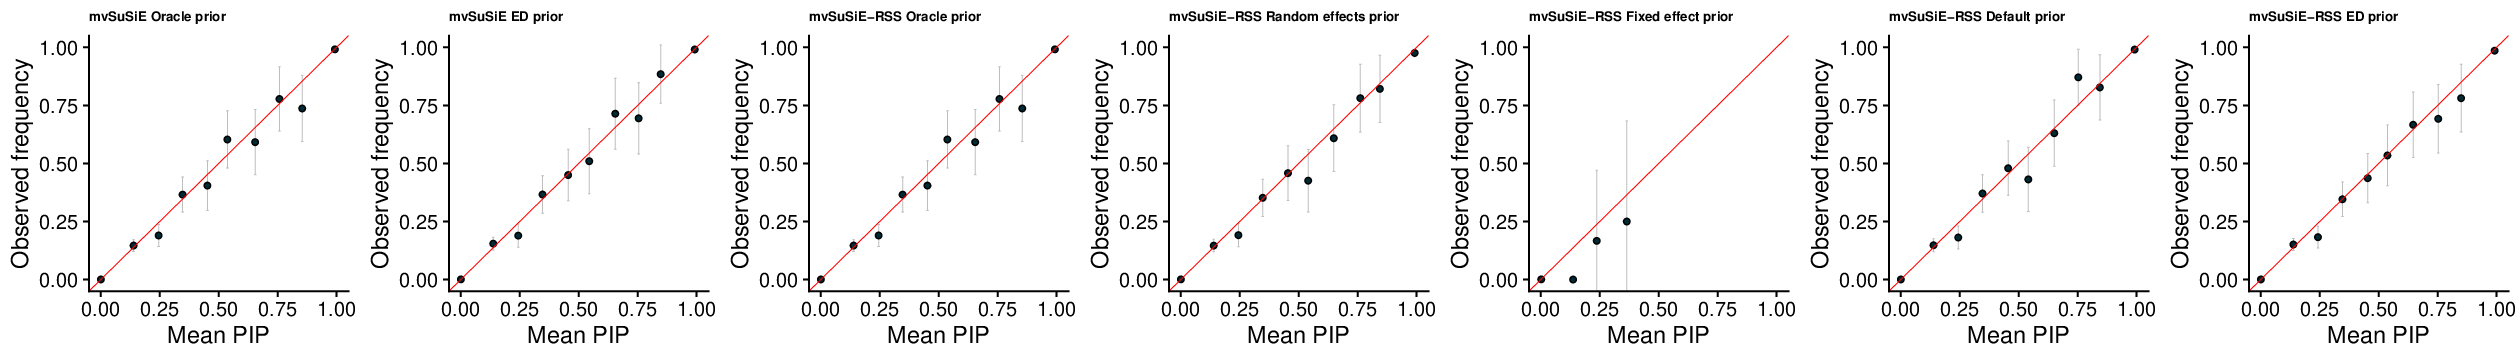 mvSuSiE Oracle prior
Observed frequency
1.00
0.75
0.50
0.25
0.00
0.00 0.25 0.50 0.75 1.00
Mean PIP
mvSuSiE ED prior
Observed frequency
1.00
0.75
0.50
0.25
0.00
0.00 0.25 0.50 0.75 1.00
Mean PIP
mvSuSiE−RSS Oracle prior
Observed frequency
1.00
0.75
0.50
0.25
0.00
0.00 0.25 0.50 0.75 1.00
Mean PIP
mvSuSiE−RSS Random effects prior
Observed frequency
1.00
0.75
0.50
0.25
0.00
0.00 0.25 0.50 0.75 1.00
Mean PIP
mvSuSiE−RSS Fixed effect prior
Observed frequency
1.00
0.75
0.50
0.25
0.00
0.00 0.25 0.50 0.75 1.00
Mean PIP
mvSuSiE−RSS Default prior
Observed frequency
1.00
0.75
0.50
0.25
0.00
0.00 0.25 0.50 0.75 1.00
Mean PIP
mvSuSiE−RSS ED prior
Observed frequency
1.00
0.75
0.50
0.25
0.00
0.00 0.25 0.50 0.75 1.00
Mean PIP